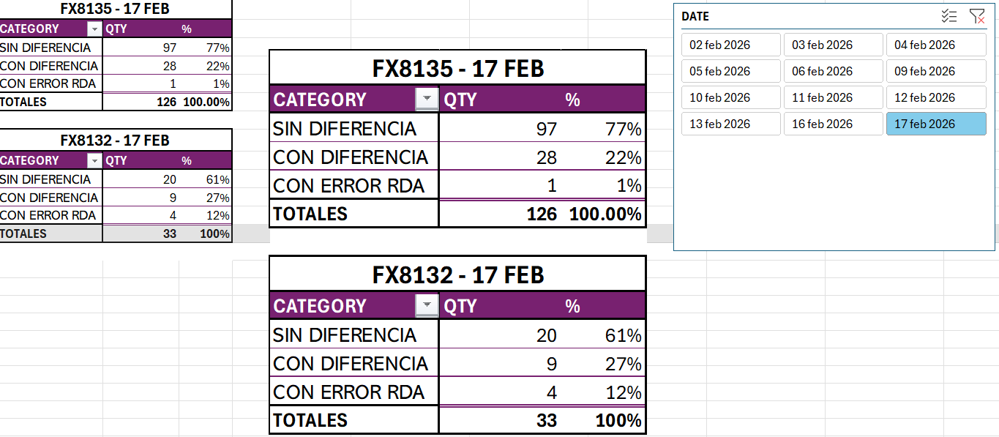 FX8135 - 17 FEB
CATEGORY QTY %
SIN DIFERENCIA 97 77%
CON DIFERENCIA 28 22%
CON ERROR RDA 1 1%
TOTALES 126 100.00%
FX8132 - 17 FEB
CATEGORY QTY %
SIN DIFERENCIA 20 61%
CON DIFERENCIA 9 27%
CON ERROR RDA 4 12%
TOTALES 33 100%
FX8135 - 17 FEB
CATEGORY QTY %
SIN DIFERENCIA 97 77%
CON DIFERENCIA 28 22%
CON ERROR RDA 1 1%
TOTALES 126 100.00%
FX8132 - 17 FEB
CATEGORY QTY %
SIN DIFERENCIA 20 61%
CON DIFERENCIA 9 27%
CON ERROR RDA 4 12%
TOTALES 33 100%
DATE
02 feb 2026 03 feb 2026 04 feb 2026
05 feb 2026 06 feb 2026 09 feb 2026
10 feb 2026 11 feb 2026 12 feb 2026
13 feb 2026 16 feb 2026 17 feb 2026